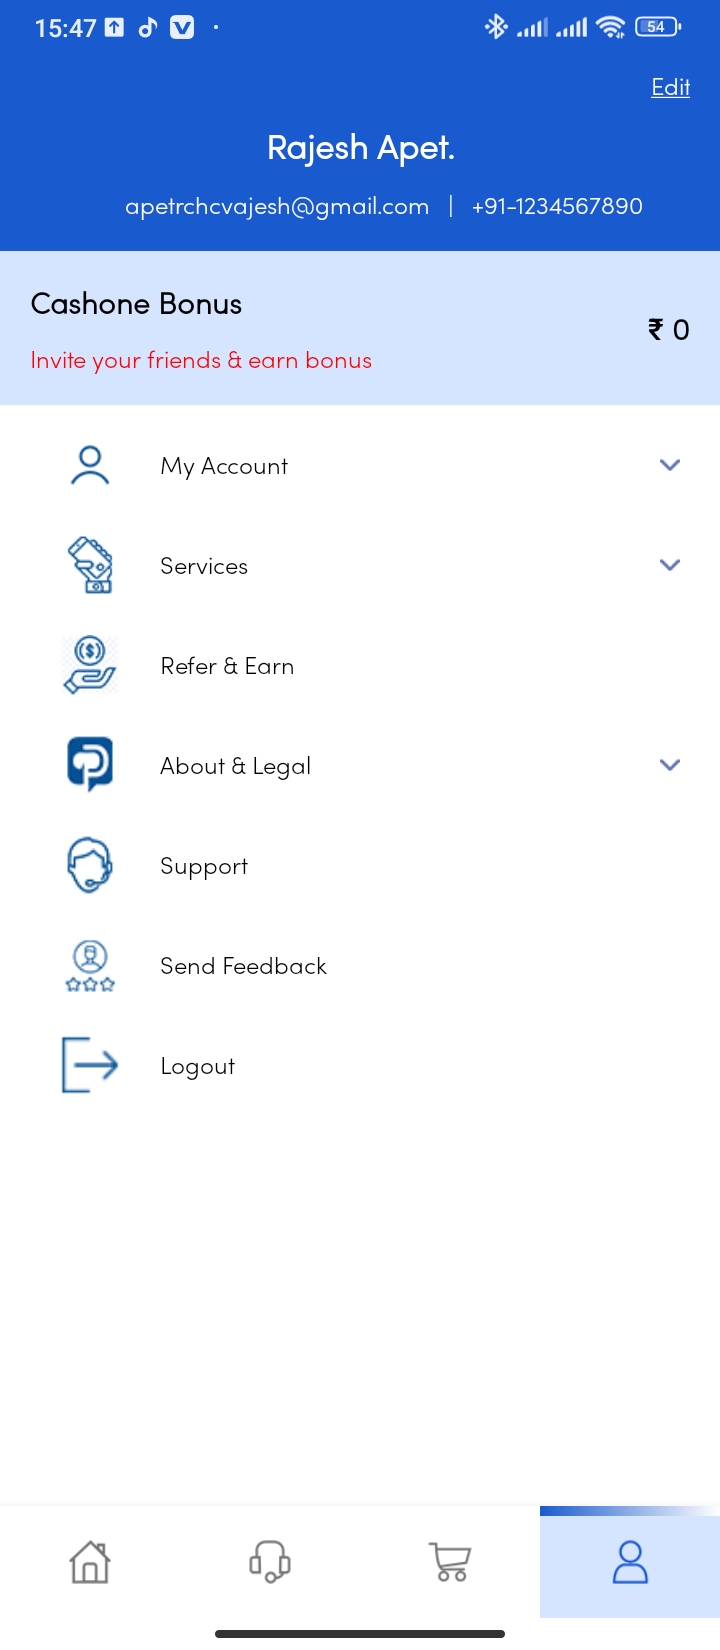 15:47
54
Edit
Rajesh Apet.
apetrchcvajesh@gmail.com | +91-1234567890
Cashone Bonus
₹ 0
Invite your friends & earn bonus
My Account
Services
Refer & Earn
About & Legal
Support
Send Feedback
Logout